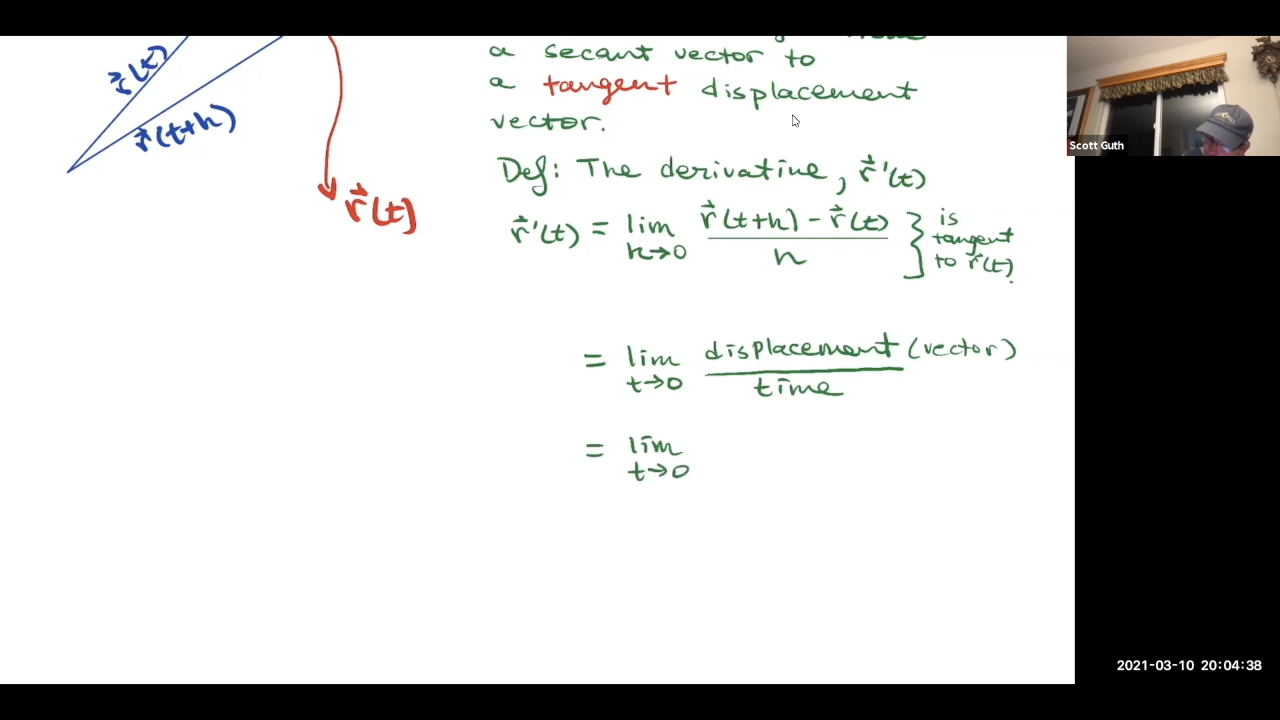 a secant vector to
a tangent displacement
vector.
r⃗(t)
r⃗(t+h)
r⃗(t)
Def: The derivative, r⃗'(t)
r⃗'(t) = lim h→0 r⃗(t+h) - r⃗(t) / h } is tangent to r⃗(t).
= lim t→0 displacement (vector) / time
= lim t→0
Scott Guth
2021-03-10 20:04:38